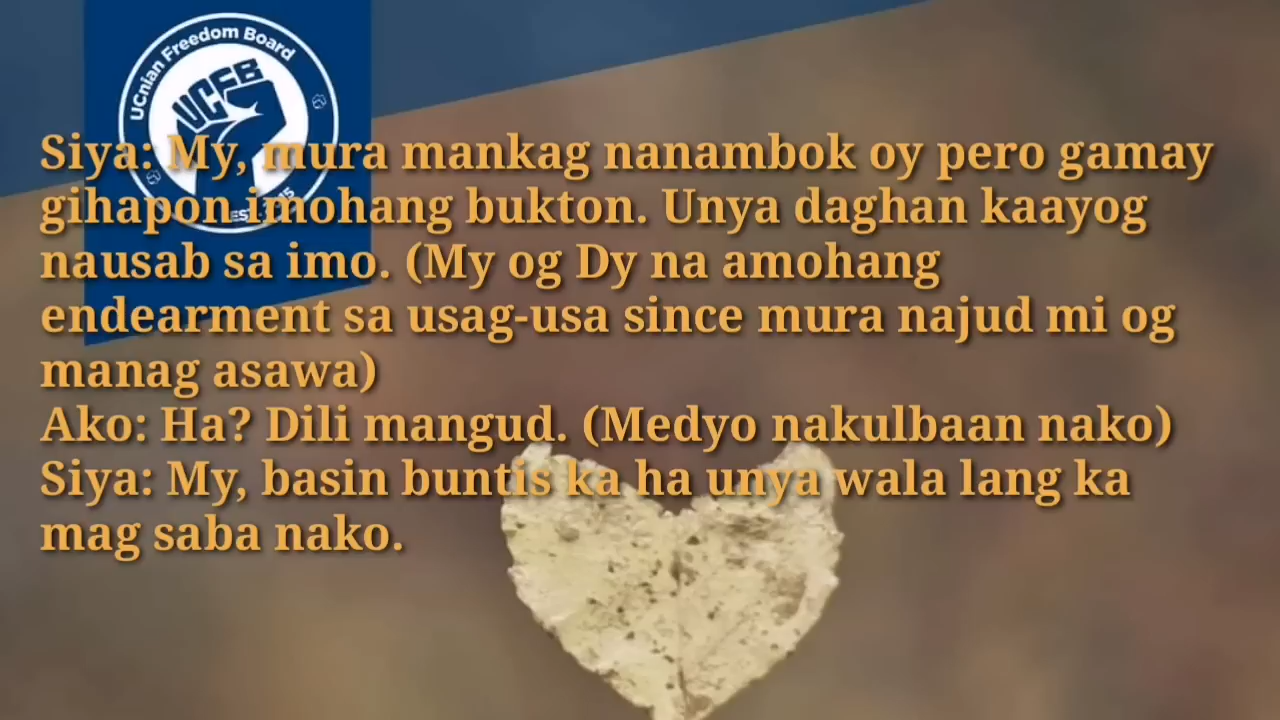 UCnian Freedom Board
UCFB
EST. 2015
Siya: My, mura mankag nanambok oy pero gamay
gihapon imohang bukton. Unya daghan kaayog
nausab sa imo. (My og Dy na amohang
endearment sa usag-usa since mura najud mi og
manag asawa)
Ako: Ha? Dili mangud. (Medyo nakulbaan nako)
Siya: My, basin buntis ka ha unya wala lang ka
mag saba nako.